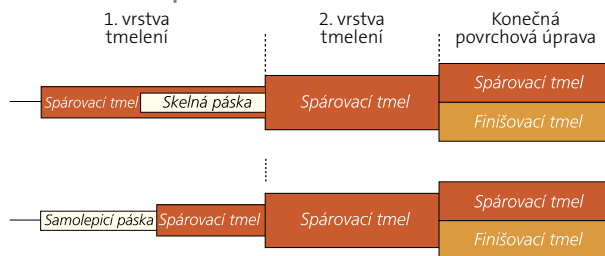 1. vrstva
tmelení
2. vrstva
tmelení
Konečná
povrchová úprava
Spárovací tmel
Skelná páska
Spárovací tmel
Spárovací tmel
Finišovací tmel
Samolepicí páska
Spárovací tmel
Spárovací tmel
Spárovací tmel
Finišovací tmel